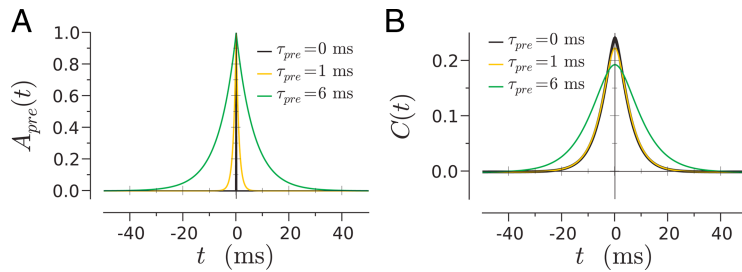 A
B
1.0
0.8
0.6
0.4
0.2
0.0
A_pre(t)
τ_pre=0 ms
τ_pre=1 ms
τ_pre=6 ms
-40 -20 0 20 40
t (ms)
0.2
0.1
0.0
C(t)
τ_pre=0 ms
τ_pre=1 ms
τ_pre=6 ms
-40 -20 0 20 40
t (ms)